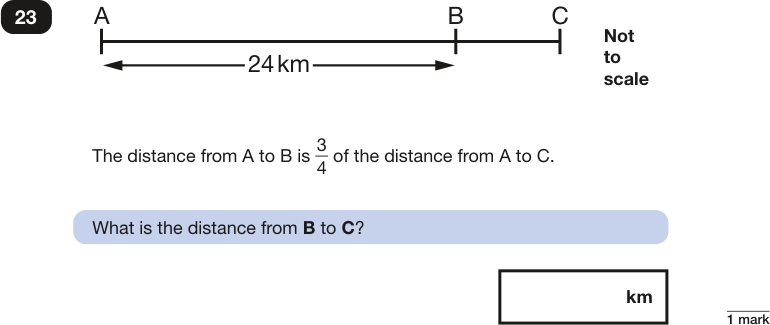 23
A B C
24 km
Not
to
scale
The distance from A to B is 3/4 of the distance from A to C.
What is the distance from B to C?
km
1 mark